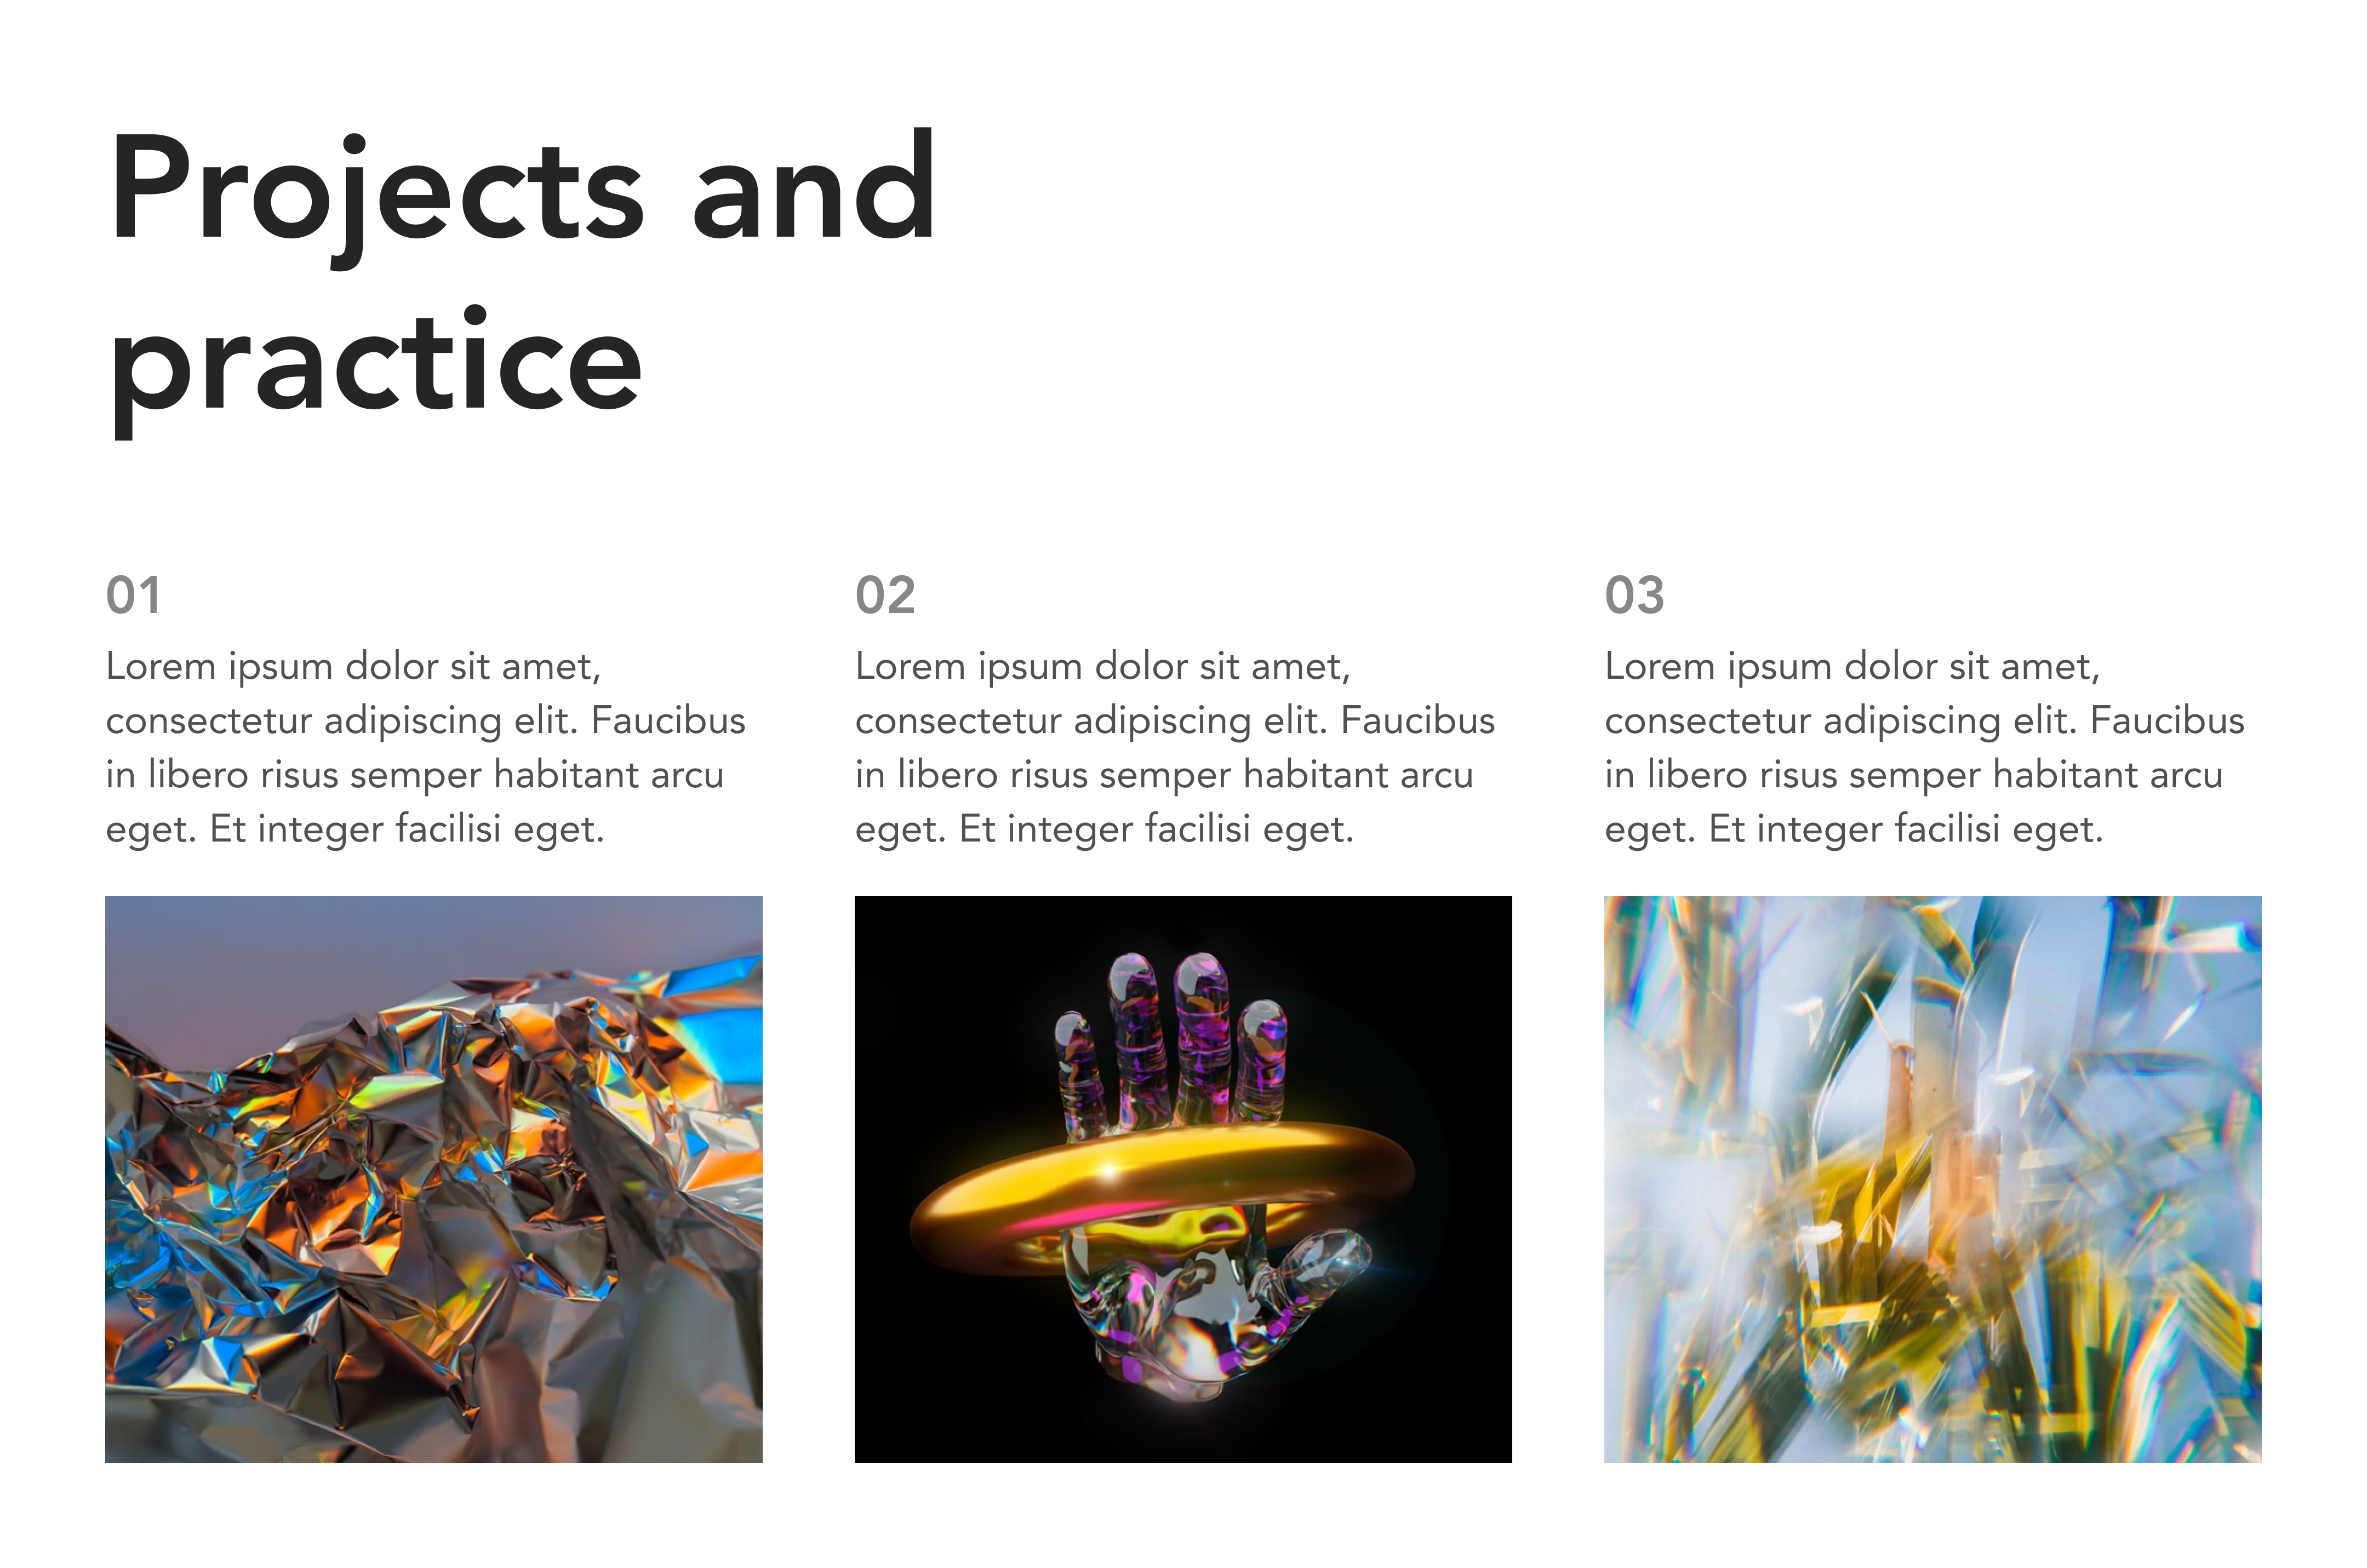 Projects and
practice
01
Lorem ipsum dolor sit amet,
consectetur adipiscing elit. Faucibus
in libero risus semper habitant arcu
eget. Et integer facilisi eget.
02
Lorem ipsum dolor sit amet,
consectetur adipiscing elit. Faucibus
in libero risus semper habitant arcu
eget. Et integer facilisi eget.
03
Lorem ipsum dolor sit amet,
consectetur adipiscing elit. Faucibus
in libero risus semper habitant arcu
eget. Et integer facilisi eget.